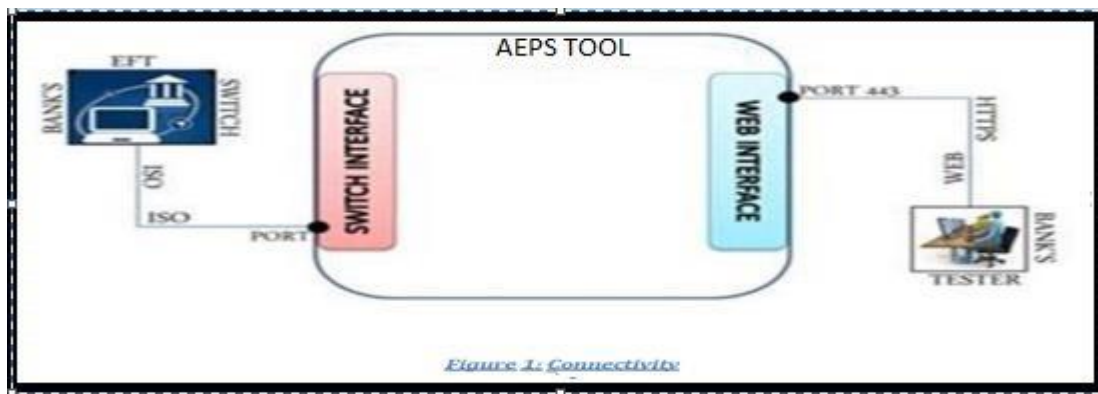 AEPS TOOL
EFT
BANK'S
SWITCH
ISO
ISO
PORT
SWITCH INTERFACE
WEB INTERFACE
PORT 443
HTTPS
WEB
BANK'S
TESTER
Figure 1: Connectivity